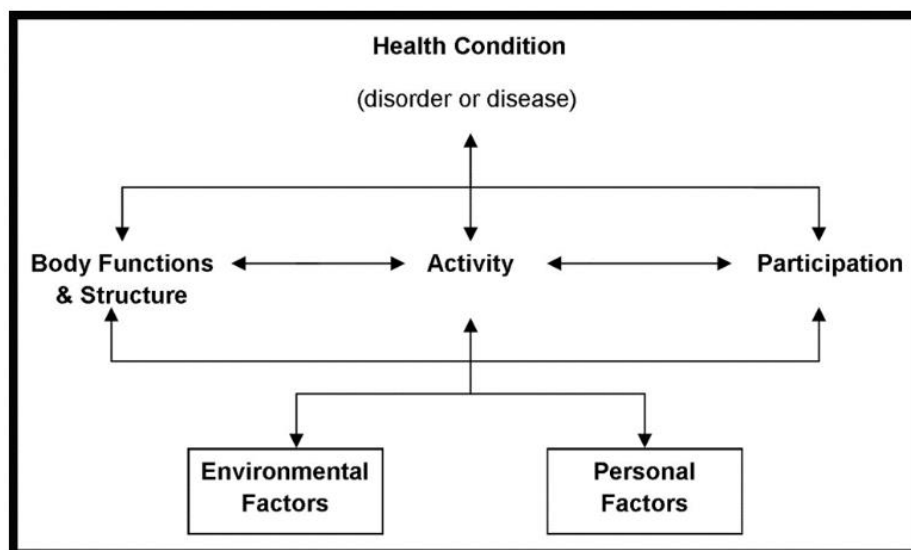 Health Condition
(disorder or disease)
Body Functions
& Structure
Activity
Participation
Environmental
Factors
Personal
Factors